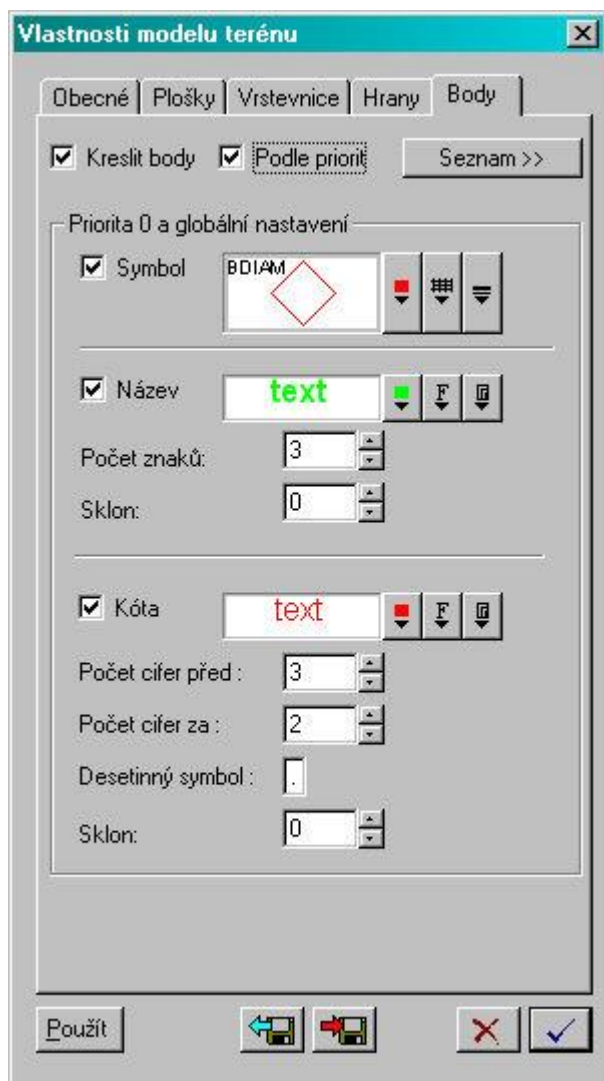 Vlastnosti modelu terénu
Obecné Plošky Vrstevnice Hrany Body
Kreslit body Podle priorit Seznam >>
Priorita 0 a globální nastavení
Symbol BDIAM
Název text F
Počet znaků: 3
Sklon: 0
Kóta text F
Počet cifer před : 3
Počet cifer za : 2
Desetinný symbol : .
Sklon: 0
Použít